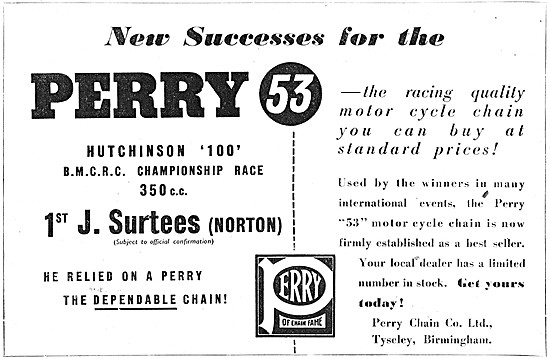 New Successes for the
PERRY 53
HUTCHINSON '100'
B.M.C.R.C. CHAMPIONSHIP RACE
350 c.c.
1ST J. Surtees (NORTON)
(Subject to official confirmation)
HE RELIED ON A PERRY
THE DEPENDABLE CHAIN!
PERRY
OF CHAIN FAME
—the racing quality
motor cycle chain
you can buy at
standard prices!
Used by the winners in many
international events, the Perry
"53" motor cycle chain is now
firmly established as a best seller.
Your local dealer has a limited
number in stock. Get yours
today!
Perry Chain Co. Ltd.,
Tyseley, Birmingham.